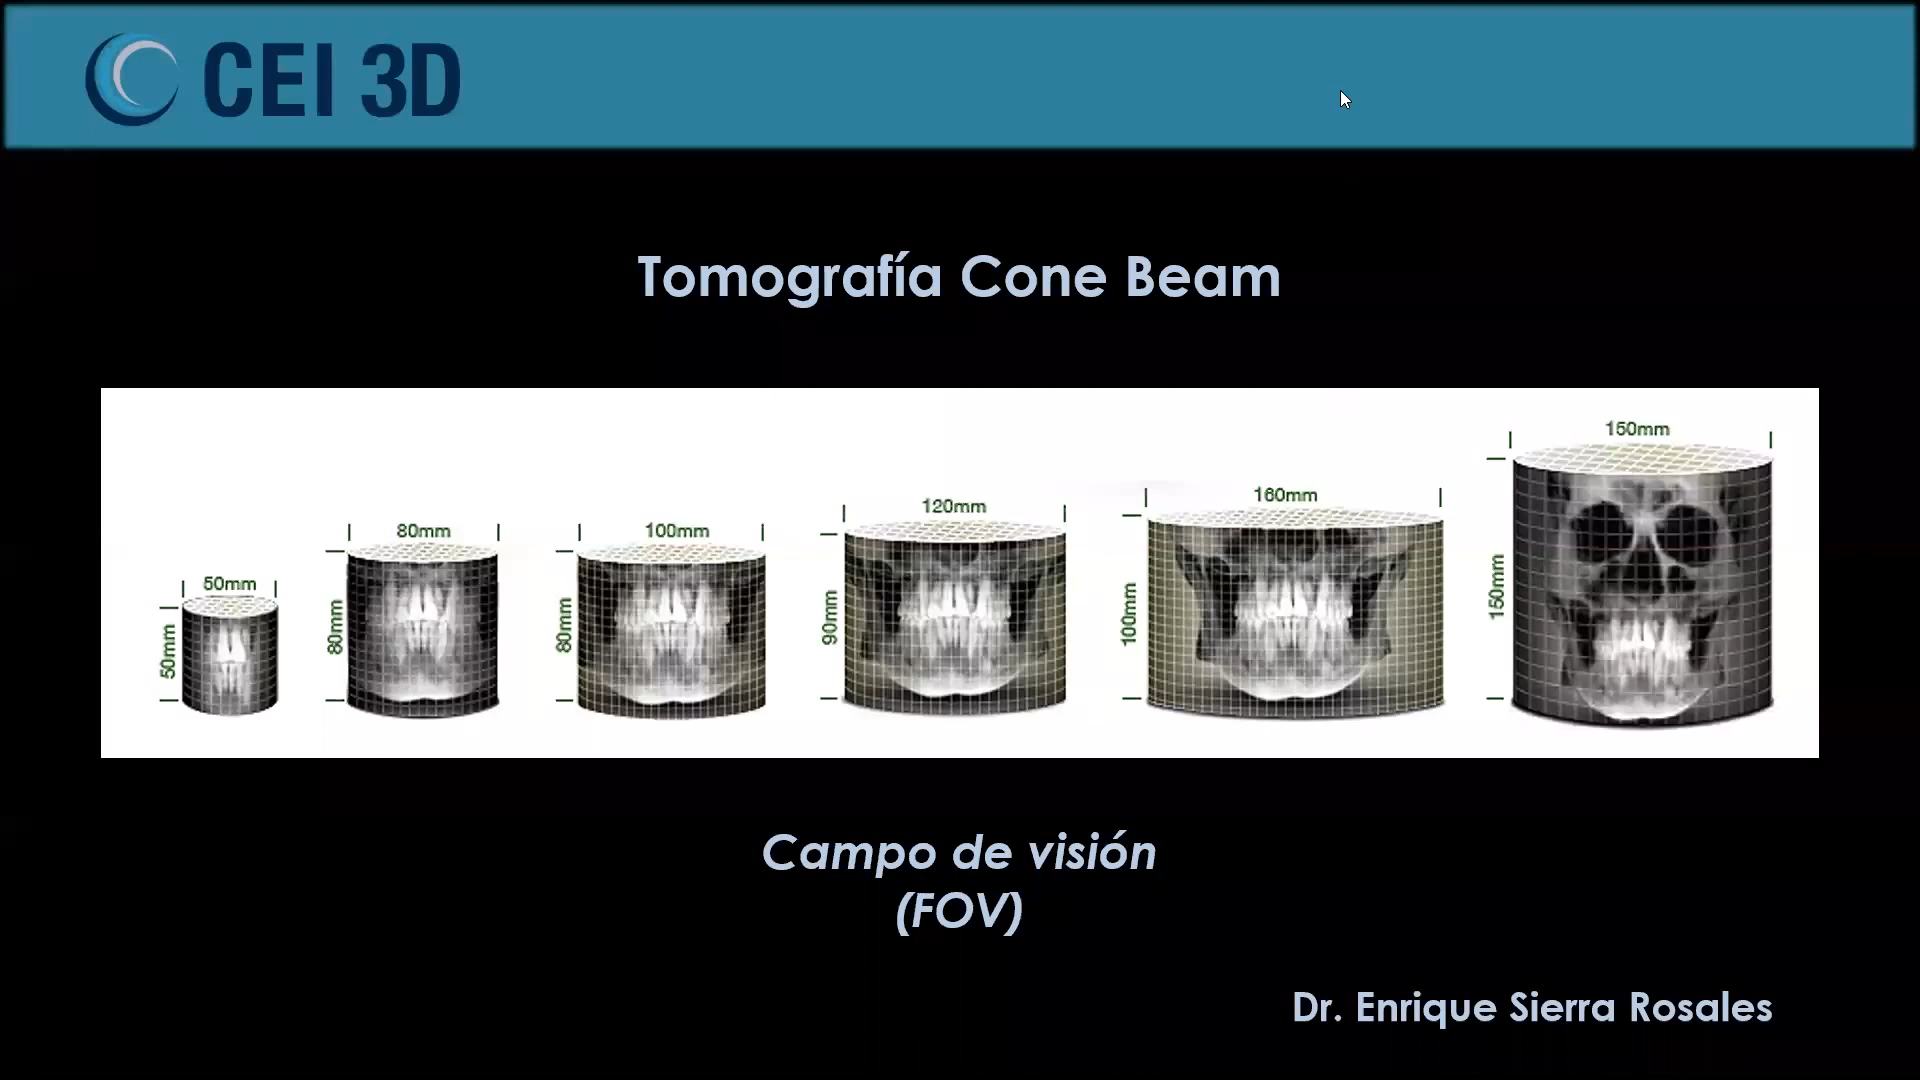 CEI 3D
Tomografía Cone Beam
50mm
50mm
80mm
80mm
100mm
80mm
120mm
90mm
160mm
100mm
150mm
150mm
Campo de visión
(FOV)
Dr. Enrique Sierra Rosales